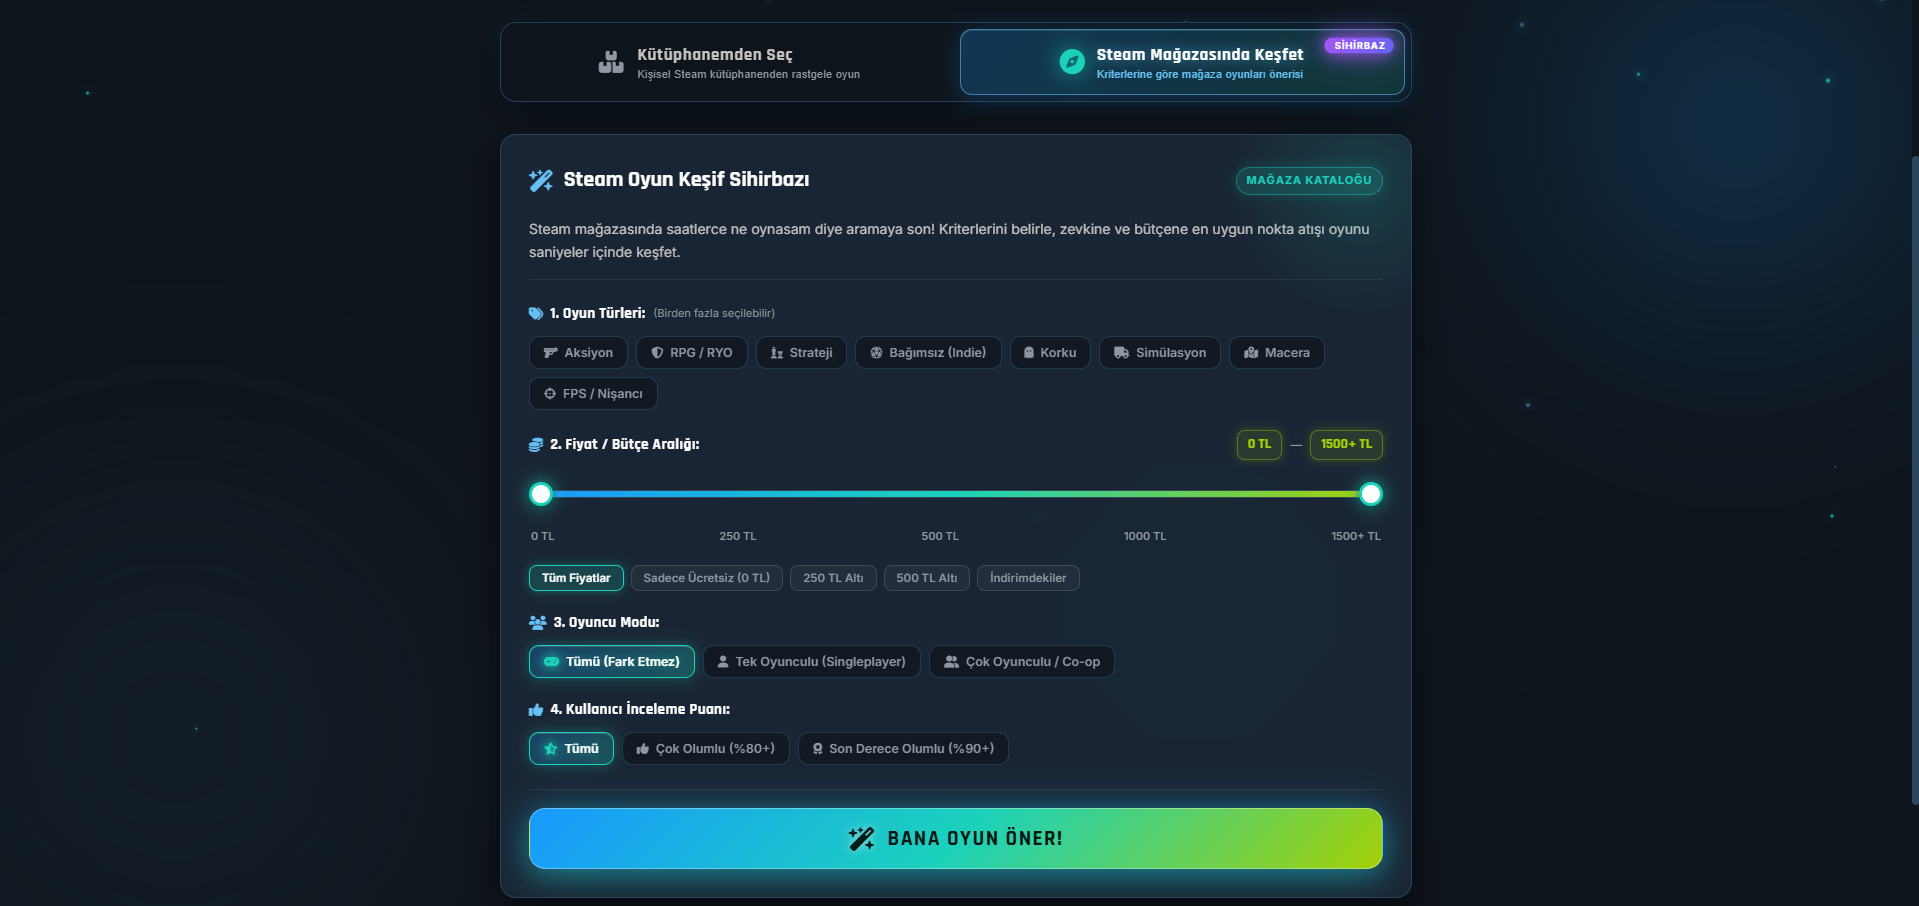 Kütüphanemden Seç
Kişisel Steam kütüphanenden rastgele oyun
Steam Mağazasında Keşfet
SİHİRBAZ
Kriterlerine göre mağaza oyunları önerisi
Steam Oyun Keşif Sihirbazı
MAĞAZA KATALOĞU
Steam mağazasında saatlerce ne oynasam diye aramaya son! Kriterlerini belirle, zevkine ve bütçene en uygun nokta atışı oyunu
saniyeler içinde keşfet.
1. Oyun Türleri: (Birden fazla seçilebilir)
Aksiyon RPG / RYO Strateji Bağımsız (Indie) Korku Simülasyon Macera
FPS / Nişancı
2. Fiyat / Bütçe Aralığı: 0 TL — 1500+ TL
0 TL 250 TL 500 TL 1000 TL 1500+ TL
Tüm Fiyatlar Sadece Ücretsiz (0 TL) 250 TL Altı 500 TL Altı İndirimdekiler
3. Oyuncu Modu:
Tümü (Fark Etmez) Tek Oyunculu (Singleplayer) Çok Oyunculu / Co-op
4. Kullanıcı İnceleme Puanı:
Tümü Çok Olumlu (%80+) Son Derece Olumlu (%90+)
BANA OYUN ÖNER!